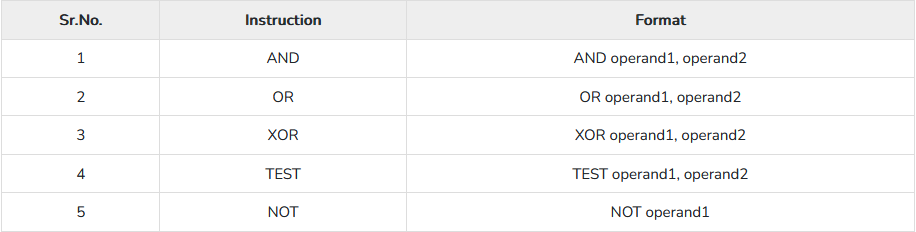 Sr.No. Instruction Format
1 AND AND operand1, operand2
2 OR OR operand1, operand2
3 XOR XOR operand1, operand2
4 TEST TEST operand1, operand2
5 NOT NOT operand1